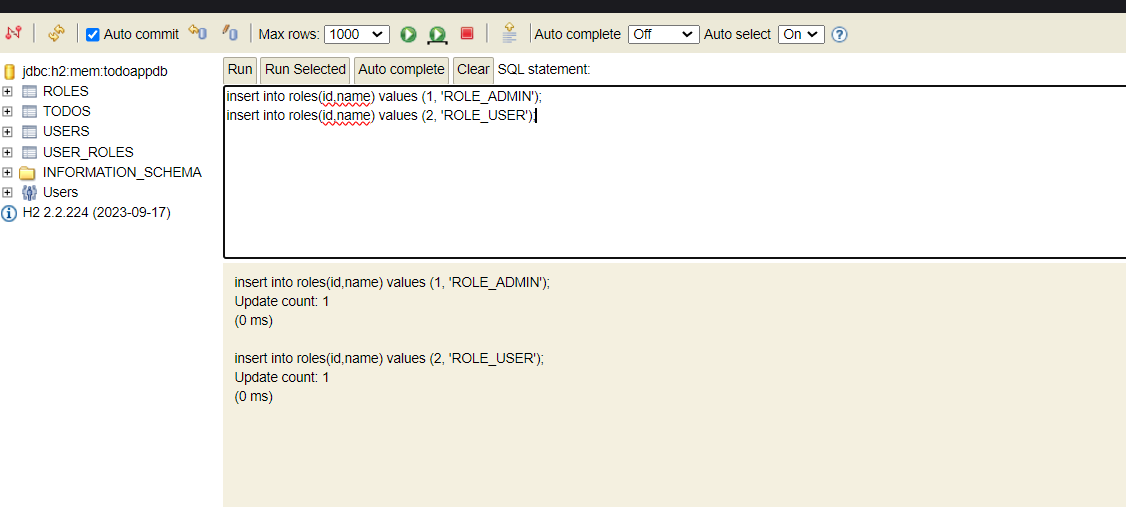 Auto commit Max rows: 1000 Auto complete Off Auto select On ?
jdbc:h2:mem:todoappdb
ROLES
TODOS
USERS
USER_ROLES
INFORMATION_SCHEMA
Users
H2 2.2.224 (2023-09-17)
Run Run Selected Auto complete Clear SQL statement:
insert into roles(id,name) values (1, 'ROLE_ADMIN');
insert into roles(id,name) values (2, 'ROLE_USER');
insert into roles(id,name) values (1, 'ROLE_ADMIN');
Update count: 1
(0 ms)
insert into roles(id,name) values (2, 'ROLE_USER');
Update count: 1
(0 ms)